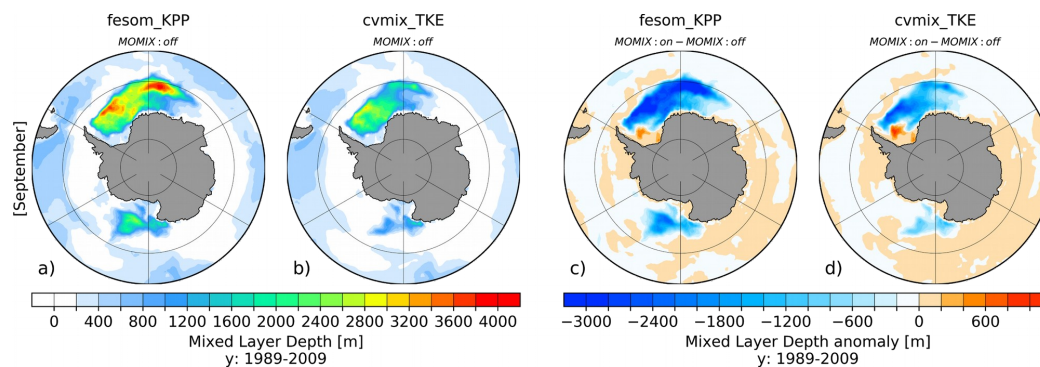 fesom_KPP
MOMIX : off
cvmix_TKE
MOMIX : off
fesom_KPP
MOMIX : on − MOMIX : off
cvmix_TKE
MOMIX : on − MOMIX : off
[September]
a)
b)
c)
d)
0 400 800 1200 1600 2000 2400 2800 3200 3600 4000
Mixed Layer Depth [m]
y: 1989-2009
−3000 −2400 −1800 −1200 −600 0 600
Mixed Layer Depth anomaly [m]
y: 1989-2009